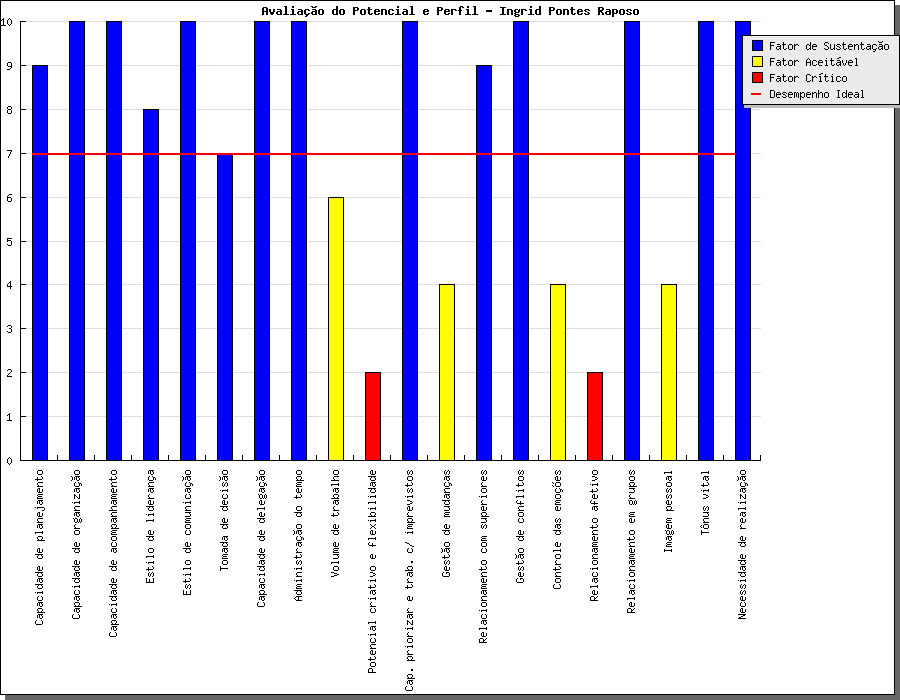 Avaliação do Potencial e Perfil - Ingrid Pontes Raposo
Fator de Sustentação
Fator Aceitável
Fator Crítico
Desempenho Ideal
10
9
8
7
6
5
4
3
2
1
0
Capacidade de planejamento
Capacidade de organização
Capacidade de acompanhamento
Estilo de liderança
Estilo de comunicação
Tomada de decisão
Capacidade de delegação
Administração do tempo
Volume de trabalho
Potencial criativo e flexibilidade
Cap. priorizar e trab. c/ imprevistos
Gestão de mudanças
Relacionamento com superiores
Gestão de conflitos
Controle das emoções
Relacionamento afetivo
Relacionamento em grupos
Imagem pessoal
Tônus vital
Necessidade de realização